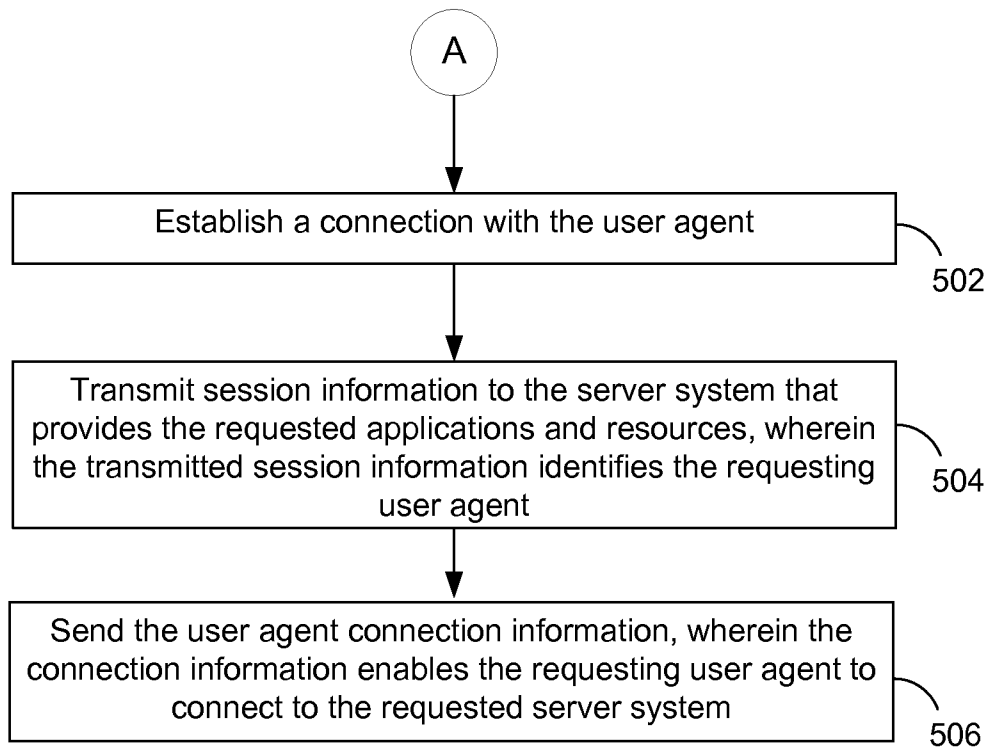 A
Establish a connection with the user agent
502
Transmit session information to the server system that
provides the requested applications and resources, wherein
the transmitted session information identifies the requesting
user agent
504
Send the user agent connection information, wherein the
connection information enables the requesting user agent to
connect to the requested server system
506